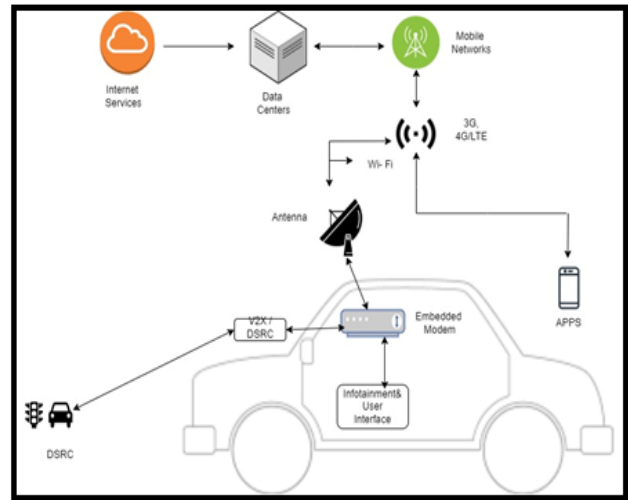 Internet
Services
Data
Centers
Mobile
Networks
3G,
4G/LTE
Wi- Fi
Antenna
V2X /
DSRC
Embedded
Modem
APPS
Infotainment&
User
Interface
DSRC